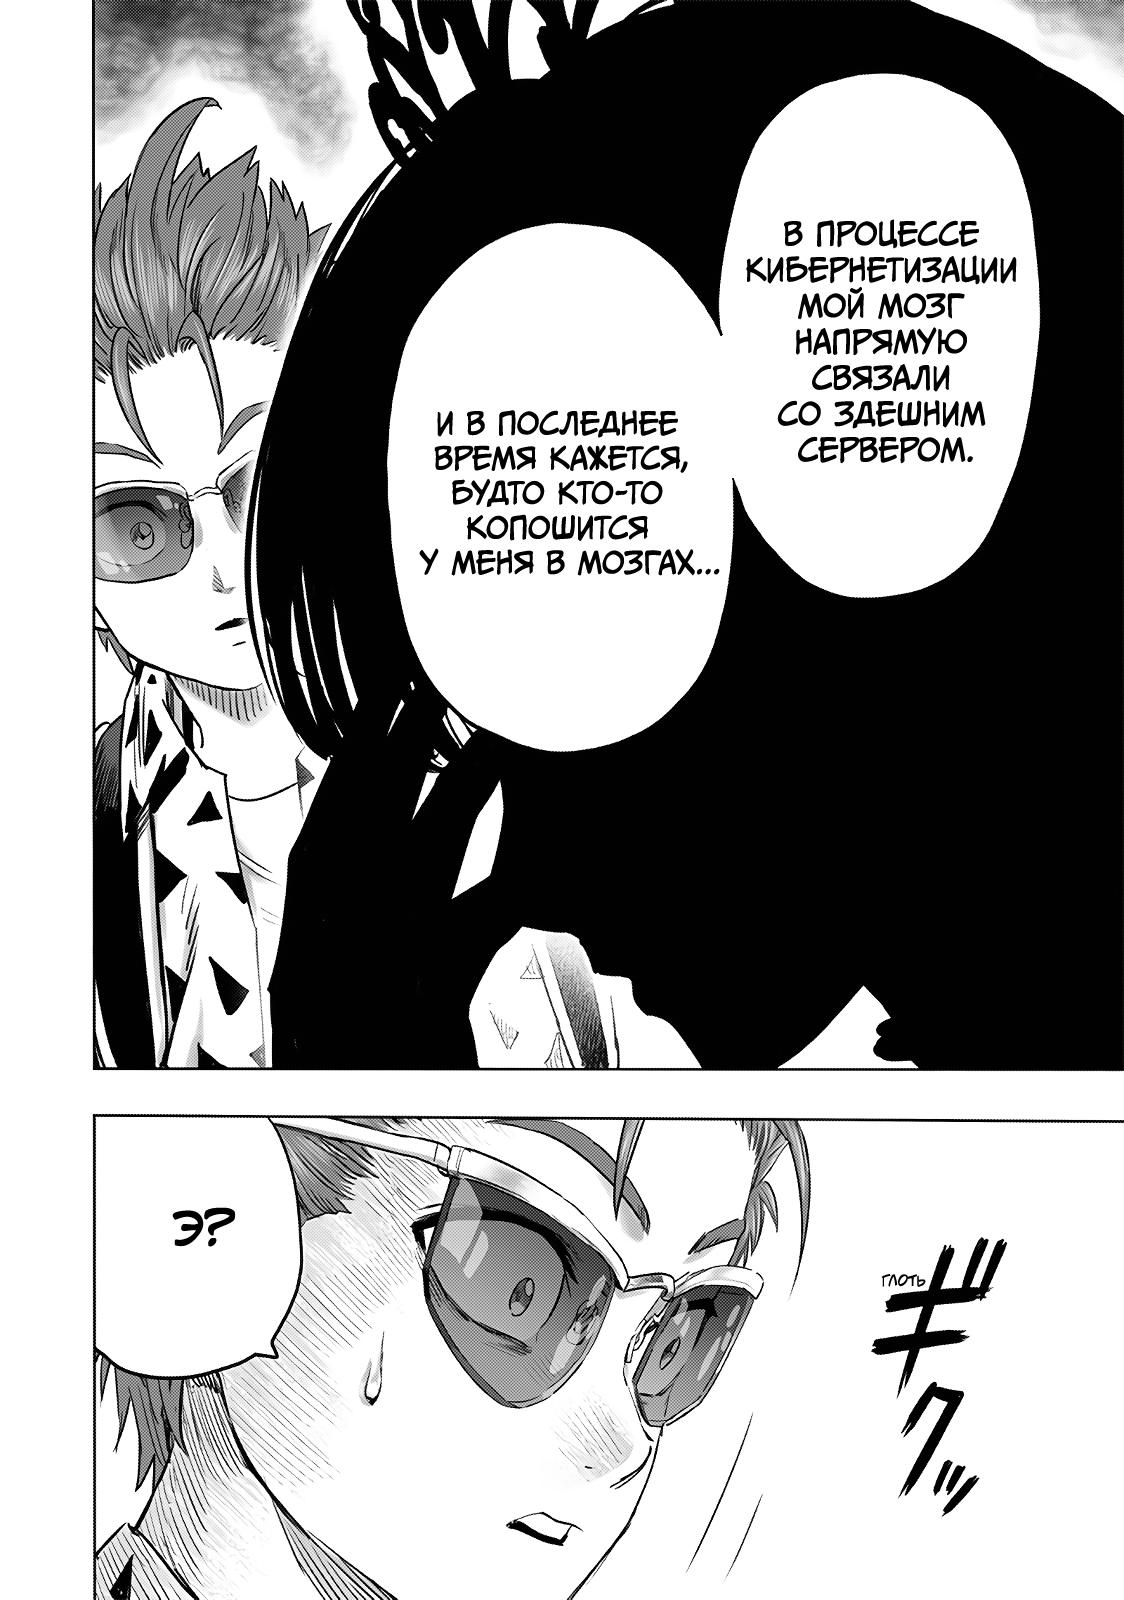 В ПРОЦЕССЕ
КИБЕРНЕТИЗАЦИИ
МОЙ МОЗГ
НАПРЯМУЮ
СВЯЗАЛИ
СО ЗДЕШНИМ
СЕРВЕРОМ.
И В ПОСЛЕДНЕЕ
ВРЕМЯ КАЖЕТСЯ,
БУДТО КТО-ТО
КОПОШИТСЯ
У МЕНЯ В МОЗГАХ...
Э?
ГЛОТЬ
ギク